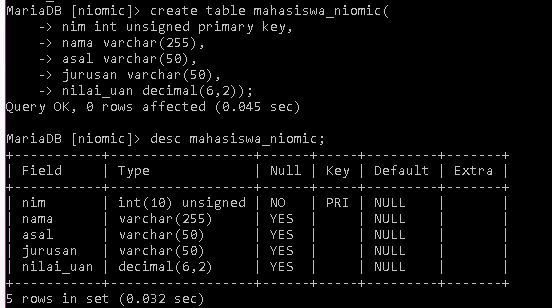 MariaDB [niomic]> create table mahasiswa_niomic(
    -> nim int unsigned primary key,
    -> nama varchar(255),
    -> asal varchar(50),
    -> jurusan varchar(50),
    -> nilai_uan decimal(6,2));
Query OK, 0 rows affected (0.045 sec)
MariaDB [niomic]> desc mahasiswa_niomic;
+-----------+------------------+------+-----+---------+-------+
| Field     | Type             | Null | Key | Default | Extra |
+-----------+------------------+------+-----+---------+-------+
| nim       | int(10) unsigned | NO   | PRI | NULL    |       |
| nama      | varchar(255)     | YES  |     | NULL    |       |
| asal      | varchar(50)      | YES  |     | NULL    |       |
| jurusan   | varchar(50)      | YES  |     | NULL    |       |
| nilai_uan | decimal(6,2)     | YES  |     | NULL    |       |
+-----------+------------------+------+-----+---------+-------+
5 rows in set (0.032 sec)